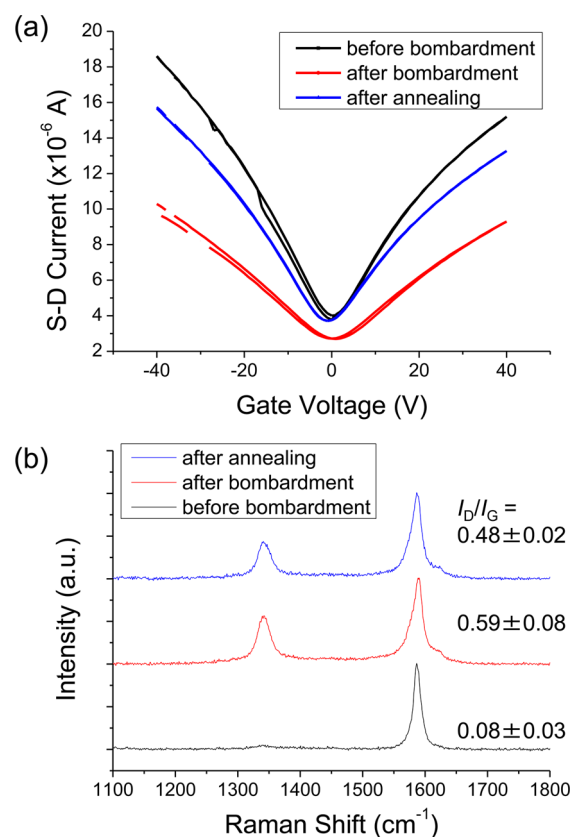 (a)
20
18
16
14
12
10
8
6
4
2
S-D Current (x10⁻⁶ A)
before bombardment
after bombardment
after annealing
-40 -20 0 20 40
Gate Voltage (V)
(b)
after annealing
after bombardment
before bombardment
I_D/I_G =
0.48±0.02
0.59±0.08
0.08±0.03
Intensity (a.u.)
1100 1200 1300 1400 1500 1600 1700 1800
Raman Shift (cm⁻¹)